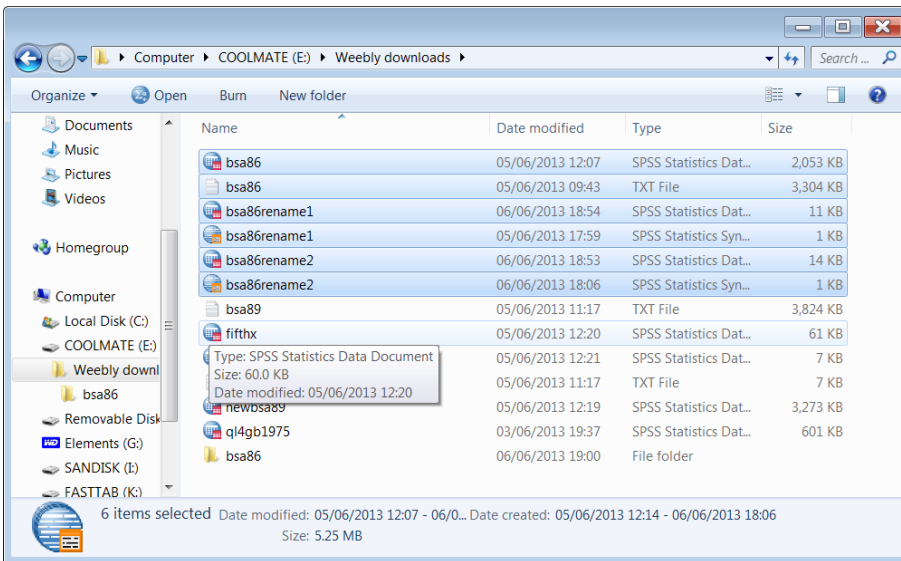 Computer COOLMATE (E:) Weebly downloads Search ...
Organize Open Burn New folder
Documents
Music
Pictures
Videos
Homegroup
Computer
Local Disk (C:)
COOLMATE (E:)
Weebly downl
bsa86
Removable Disk
Elements (G:)
SANDISK (I:)
FASTTAB (K:)
Name Date modified Type Size
bsa86 05/06/2013 12:07 SPSS Statistics Dat... 2,053 KB
bsa86 05/06/2013 09:43 TXT File 3,304 KB
bsa86rename1 06/06/2013 18:54 SPSS Statistics Dat... 11 KB
bsa86rename1 05/06/2013 17:59 SPSS Statistics Syn... 1 KB
bsa86rename2 06/06/2013 18:53 SPSS Statistics Dat... 14 KB
bsa86rename2 06/06/2013 18:06 SPSS Statistics Syn... 1 KB
bsa89 05/06/2013 11:17 TXT File 3,824 KB
fifthx 05/06/2013 12:20 SPSS Statistics Dat... 61 KB
05/06/2013 12:21 SPSS Statistics Dat... 7 KB
05/06/2013 11:17 TXT File 7 KB
newbsa89 05/06/2013 12:19 SPSS Statistics Dat... 3,273 KB
ql4gb1975 03/06/2013 19:37 SPSS Statistics Dat... 601 KB
bsa86 06/06/2013 19:00 File folder
Type: SPSS Statistics Data Document
Size: 60.0 KB
Date modified: 05/06/2013 12:20
6 items selected Date modified: 05/06/2013 12:07 - 06/0... Date created: 05/06/2013 12:14 - 06/06/2013 18:06
Size: 5.25 MB